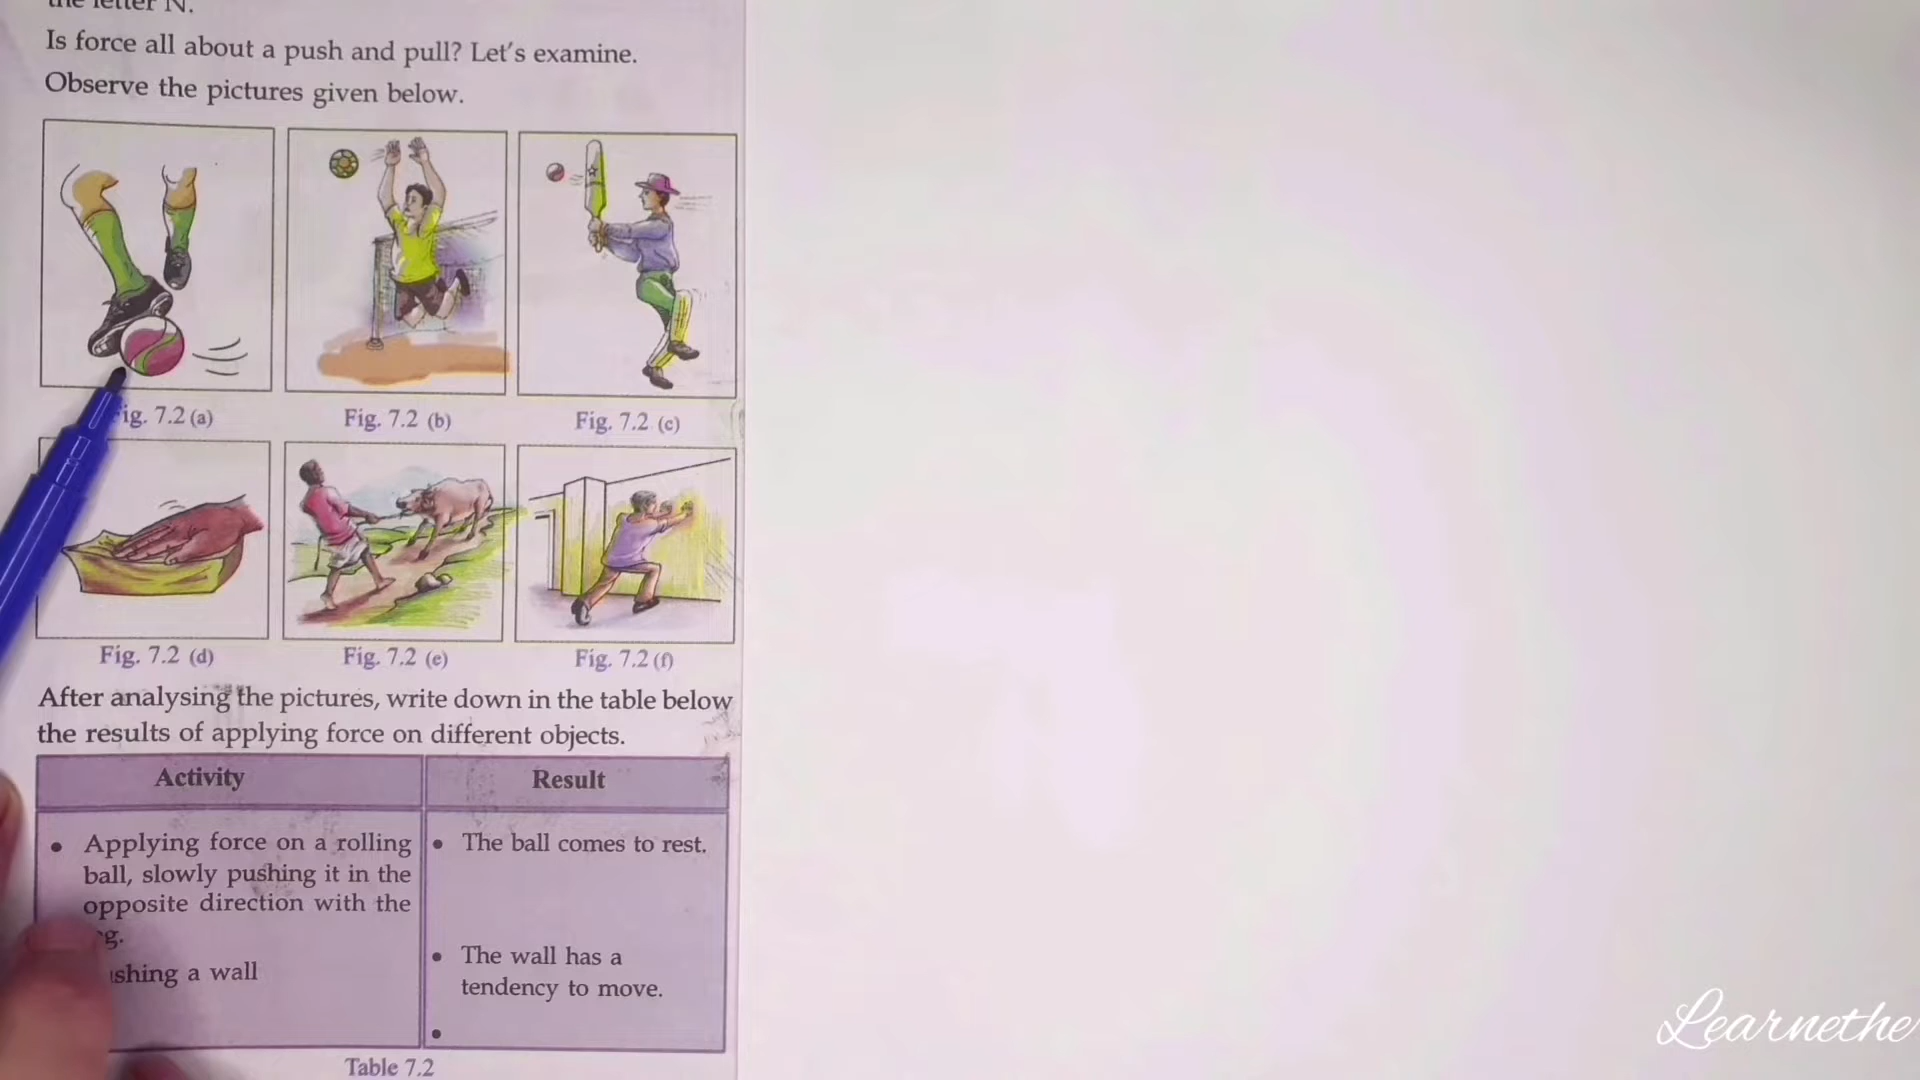 the letter N.
Is force all about a push and pull? Let's examine.
Observe the pictures given below.
ig. 7.2 (a)
Fig. 7.2 (b)
Fig. 7.2 (c)
Fig. 7.2 (d)
Fig. 7.2 (e)
Fig. 7.2 (f)
After analysing the pictures, write down in the table below
the results of applying force on different objects.
Activity
Result
• Applying force on a rolling
ball, slowly pushing it in the
opposite direction with the
g.
shing a wall
• The ball comes to rest.
• The wall has a
tendency to move.
•
Table 7.2
Learnethe